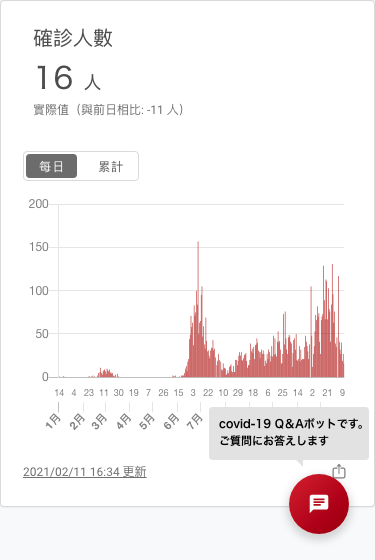 確診人數
16 人
實際值（與前日相比: -11 人）
每日 累計
200
150
100
50
0
14 4 23 11 30 19 7 26 15 3 22 10 29 18 6 25 14 2 21 9
1月 2月 3月 4月 5月 6月 7月
covid-19 Q&Aボットです。
ご質問にお答えします
2021/02/11 16:34 更新